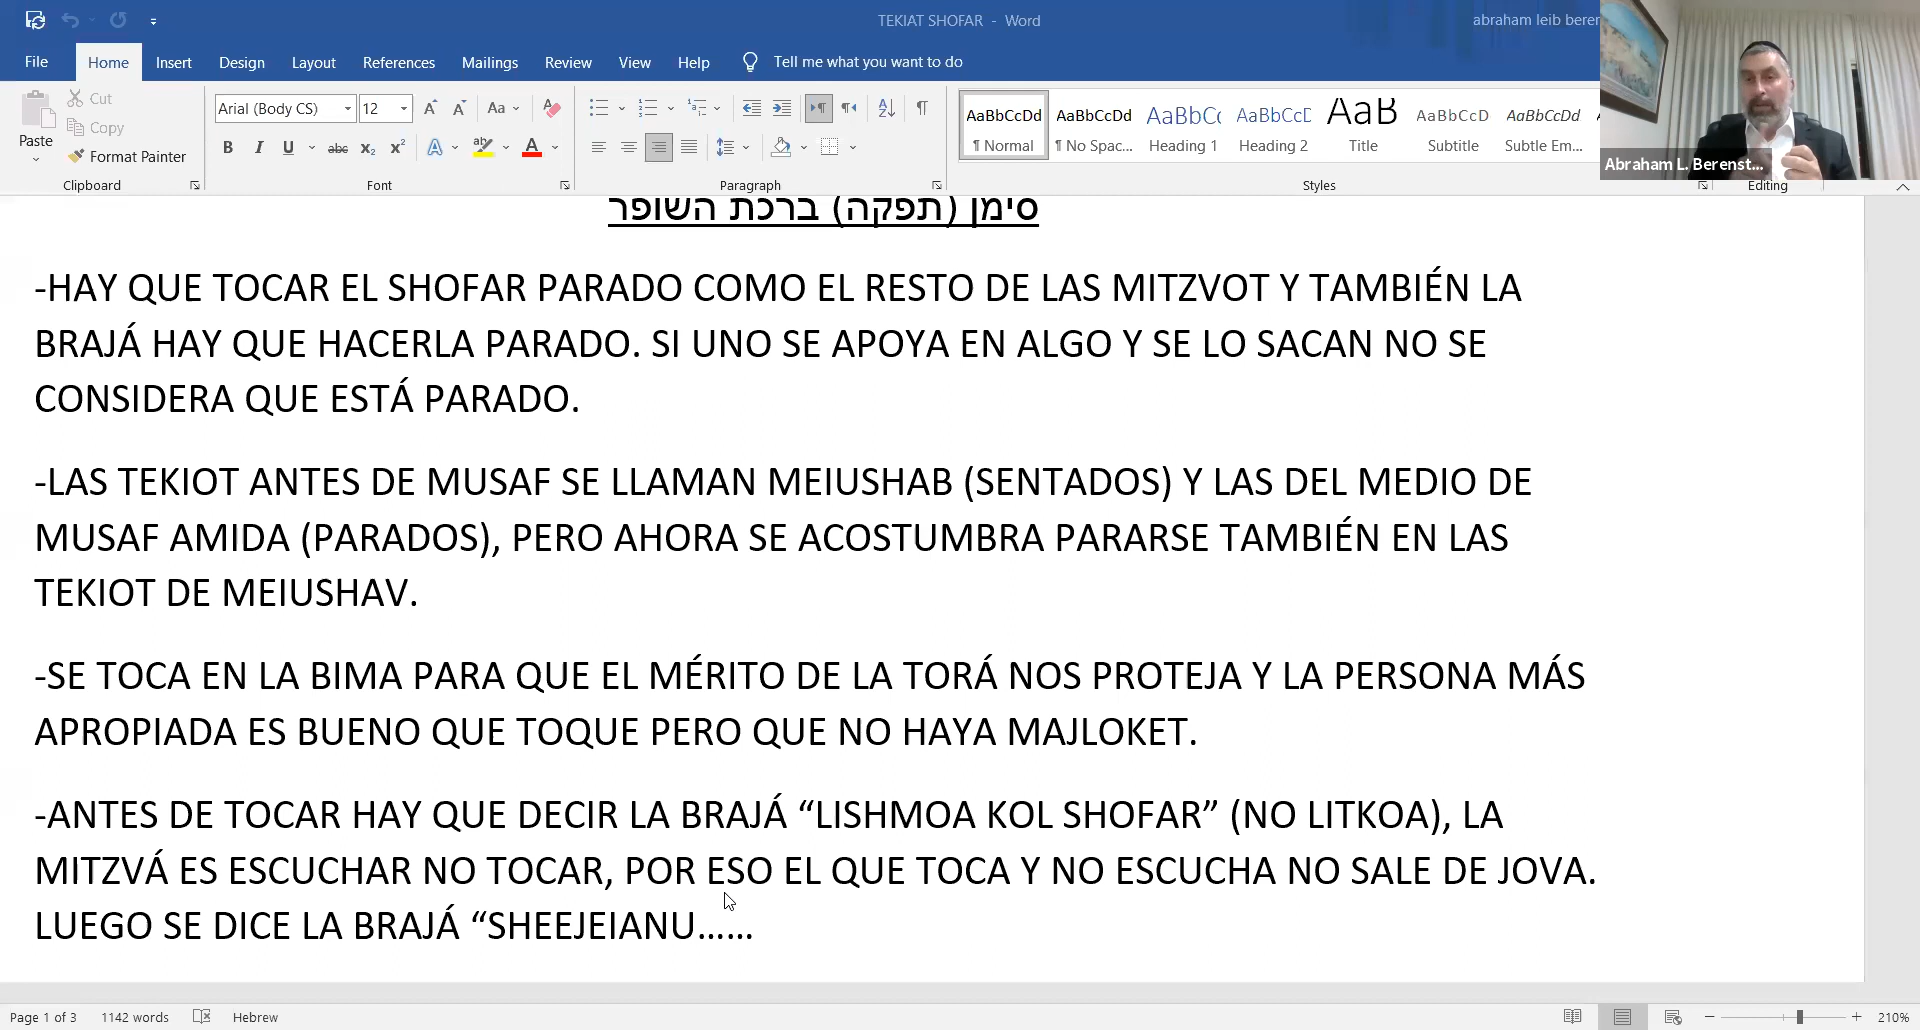 TEKIAT SHOFAR - Word
abraham leib beren
File Home Insert Design Layout References Mailings Review View Help Tell me what you want to do
Paste
Cut
Copy
Format Painter
Clipboard
Arial (Body CS) 12
Font
Paragraph
AaBbCcDd AaBbCcDd AaBbCc AaBbCcD AaB AaBbCcD AaBbCcDd
¶ Normal ¶ No Spac... Heading 1 Heading 2 Title Subtitle Subtle Em...
Styles
Editing
Abraham L. Berenst...
סימן (תפקה) ברכת השופר
-HAY QUE TOCAR EL SHOFAR PARADO COMO EL RESTO DE LAS MITZVOT Y TAMBIÉN LA
BRAJÁ HAY QUE HACERLA PARADO. SI UNO SE APOYA EN ALGO Y SE LO SACAN NO SE
CONSIDERA QUE ESTÁ PARADO.
-LAS TEKIOT ANTES DE MUSAF SE LLAMAN MEIUSHAB (SENTADOS) Y LAS DEL MEDIO DE
MUSAF AMIDA (PARADOS), PERO AHORA SE ACOSTUMBRA PARARSE TAMBIÉN EN LAS
TEKIOT DE MEIUSHAV.
-SE TOCA EN LA BIMA PARA QUE EL MÉRITO DE LA TORÁ NOS PROTEJA Y LA PERSONA MÁS
APROPIADA ES BUENO QUE TOQUE PERO QUE NO HAYA MAJLOKET.
-ANTES DE TOCAR HAY QUE DECIR LA BRAJÁ “LISHMOA KOL SHOFAR” (NO LITKOA), LA
MITZVÁ ES ESCUCHAR NO TOCAR, POR ESO EL QUE TOCA Y NO ESCUCHA NO SALE DE JOVA.
LUEGO SE DICE LA BRAJÁ “SHEEJEIANU……
Page 1 of 3 1142 words Hebrew 210%